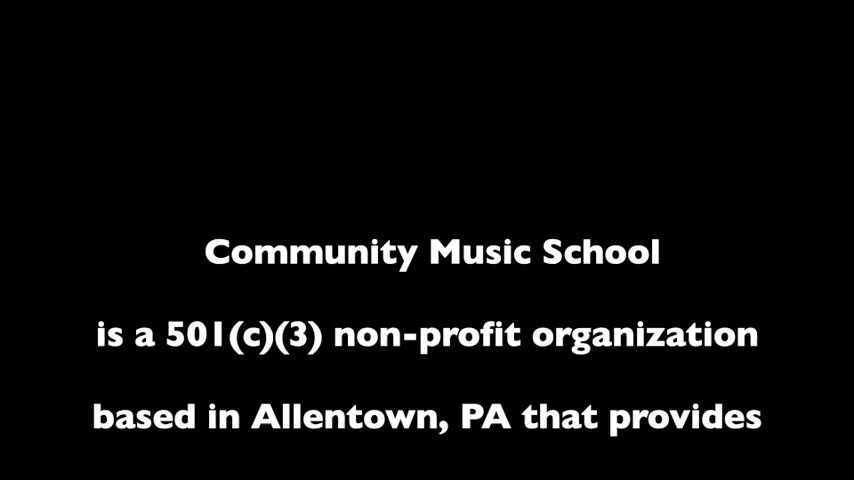 Community Music School
is a 501(c)(3) non-profit organization
based in Allentown, PA that provides